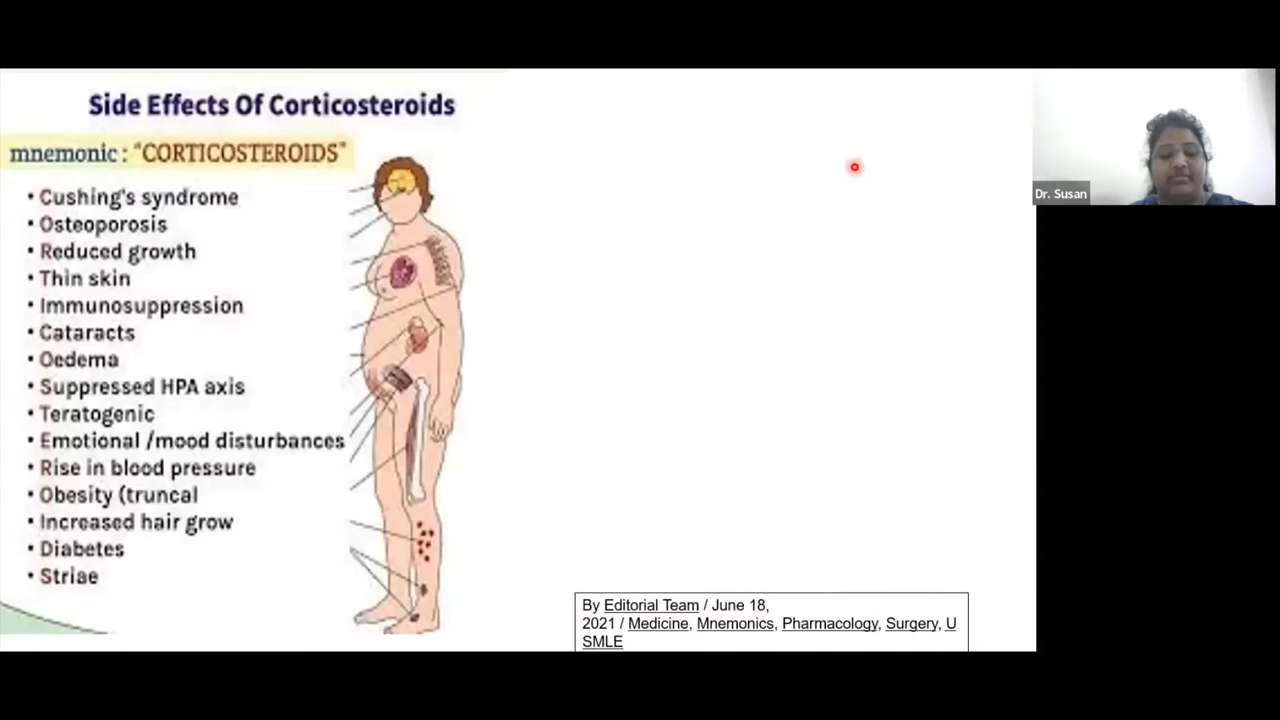 Side Effects Of Corticosteroids
mnemonic : "CORTICOSTEROIDS"
• Cushing's syndrome
• Osteoporosis
• Reduced growth
• Thin skin
• Immunosuppression
• Cataracts
• Oedema
• Suppressed HPA axis
• Teratogenic
• Emotional /mood disturbances
• Rise in blood pressure
• Obesity (truncal
• Increased hair grow
• Diabetes
• Striae
By Editorial Team / June 18,
2021 / Medicine, Mnemonics, Pharmacology, Surgery, U
SMLE
Dr. Susan